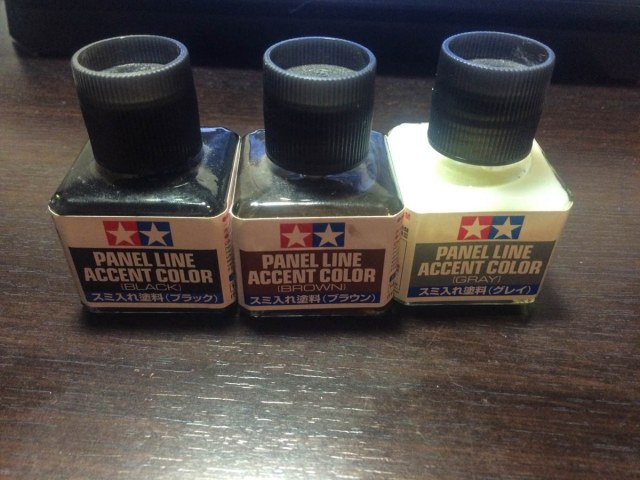 PANEL LINE
ACCENT COLOR
(BLACK)
スミ入れ塗料(ブラック)
PANEL LINE
ACCENT COLOR
(BROWN)
スミ入れ塗料(ブラウン)
PANEL LINE
ACCENT COLOR
(GRAY)
スミ入れ塗料(グレイ)